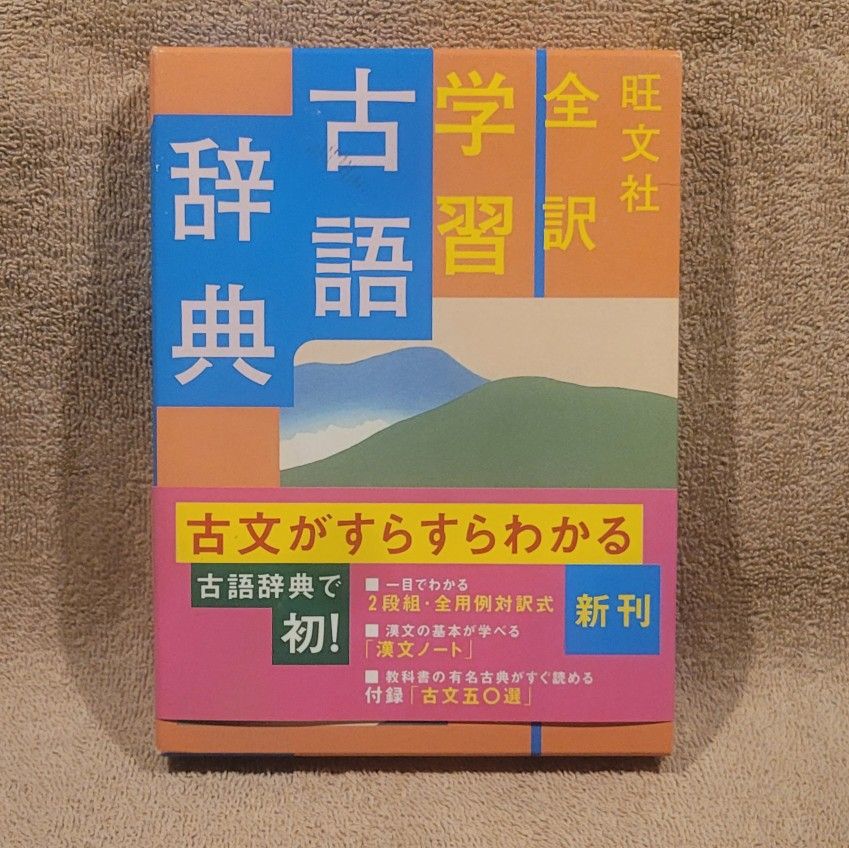 旺文社
全訳
学習
古語
辞典
古文がすらすらわかる
古語辞典で
初!
■ 一目でわかる
2段組・全用例対訳式
■ 漢文の基本が学べる
「漢文ノート」
■ 教科書の有名古典がすぐ読める
付録「古文五〇選」
新刊